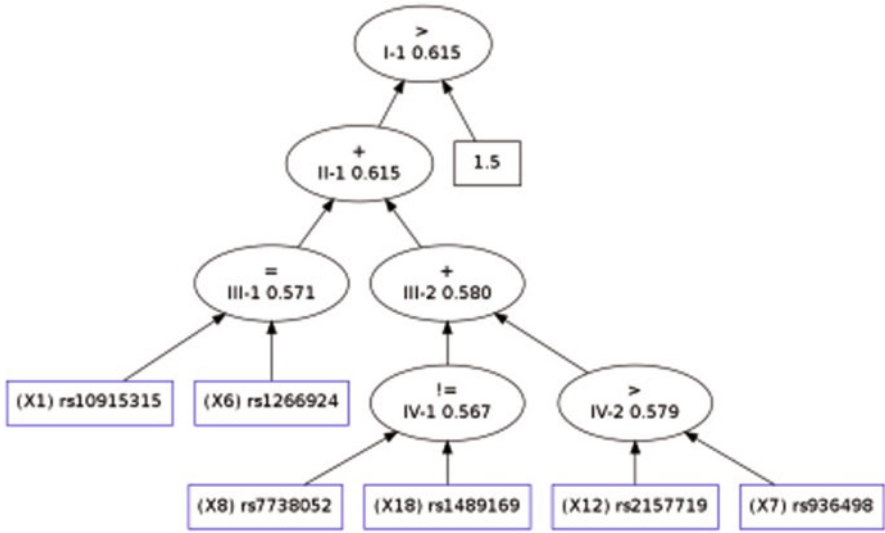 >
I-1 0.615
+
II-1 0.615
1.5
=
III-1 0.571
+
III-2 0.580
(X1) rs10915315
(X6) rs1266924
!=
IV-1 0.567
>
IV-2 0.579
(X8) rs7738052
(X18) rs1489169
(X12) rs2157719
(X7) rs936498